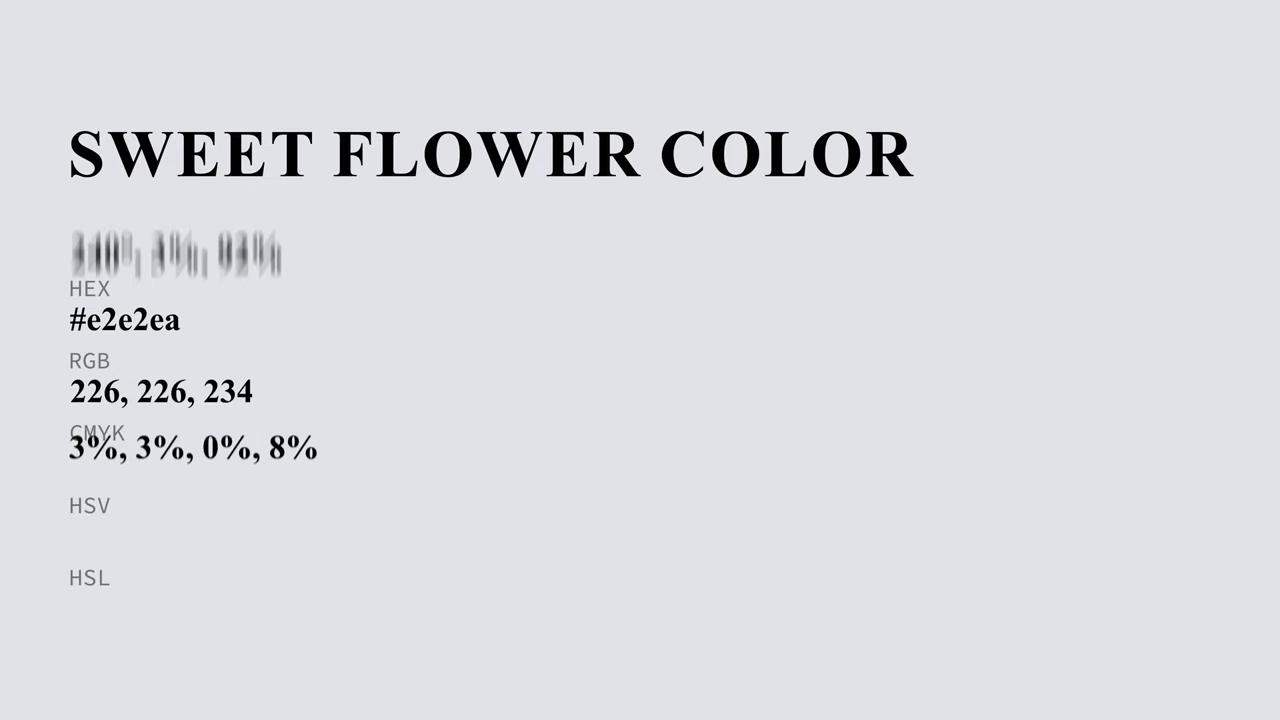 SWEET FLOWER COLOR
HEX
#e2e2ea
RGB
226, 226, 234
CMYK
3%, 3%, 0%, 8%
HSV
HSL